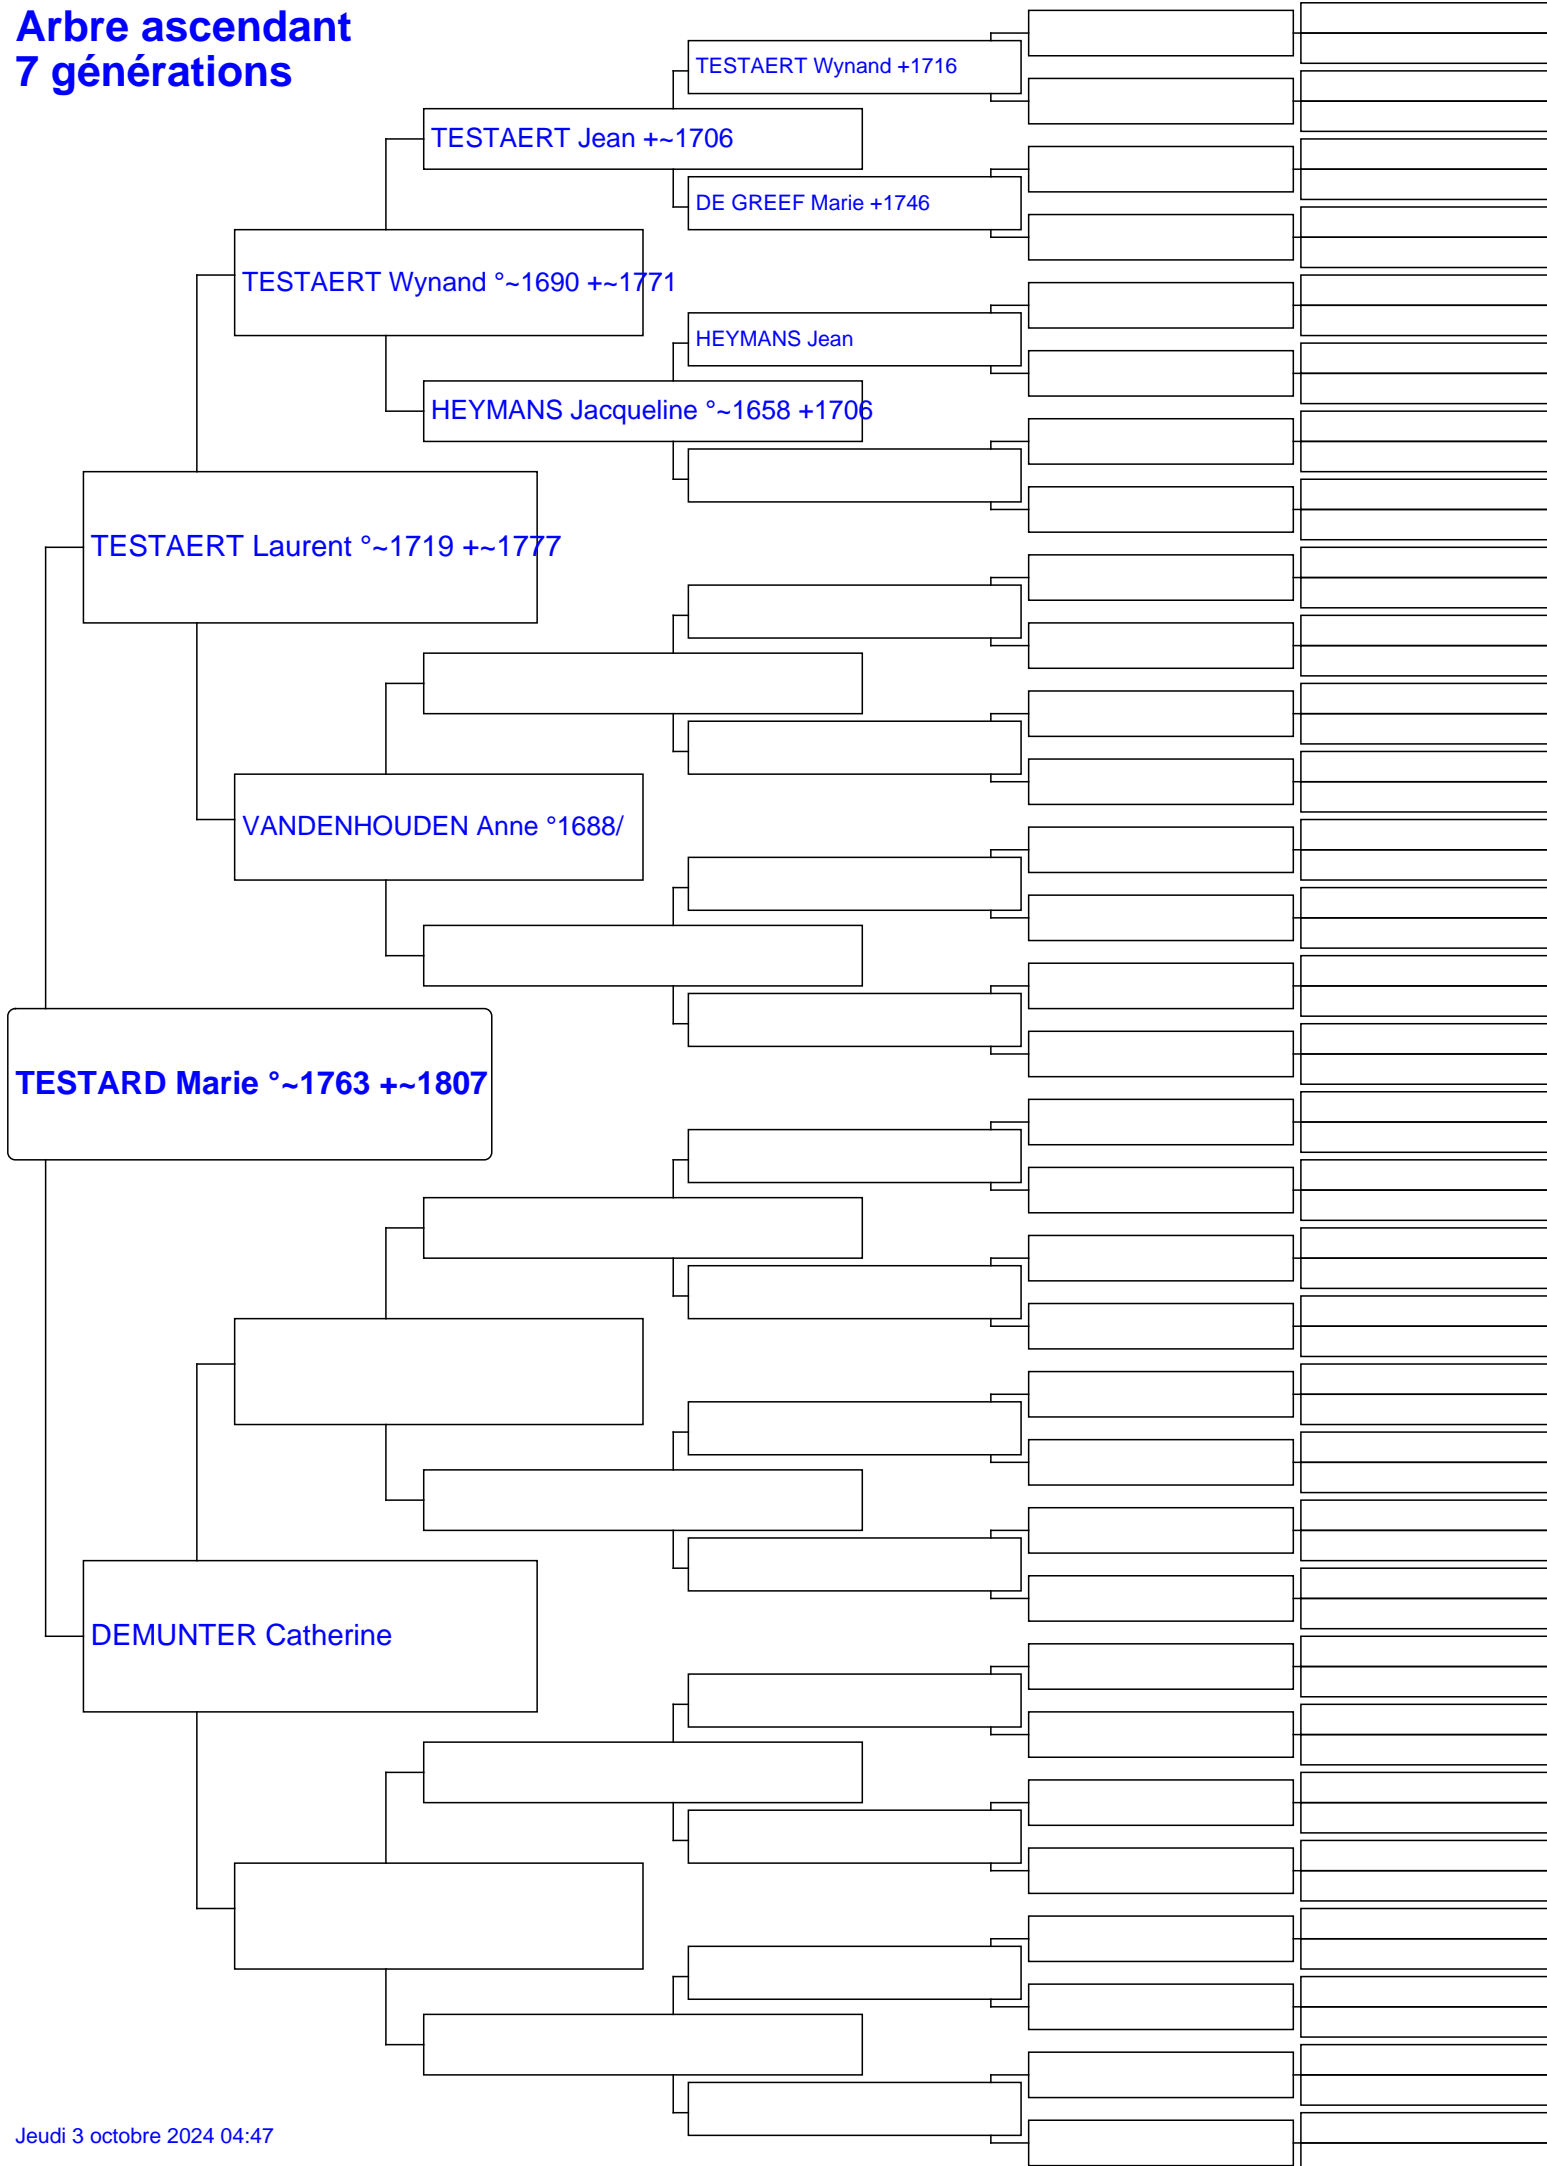 Arbre ascendant
7 générations
TESTAERT Wynand +1716
TESTAERT Jean +~1706
DE GREEF Marie +1746
TESTAERT Wynand °~1690 +~1771
HEYMANS Jean
HEYMANS Jacqueline °~1658 +1706
TESTAERT Laurent °~1719 +~1777
VANDENHOUDEN Anne °1688/
TESTARD Marie °~1763 +~1807
DEMUNTER Catherine
Jeudi 3 octobre 2024 04:47